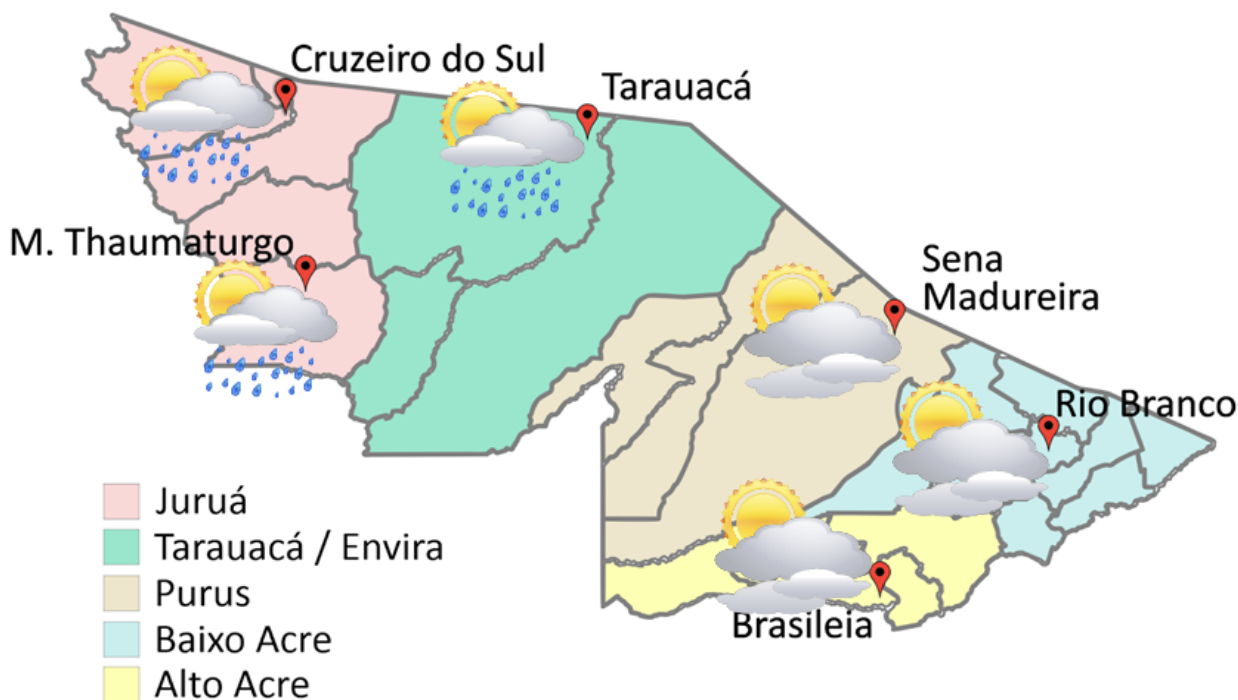 Cruzeiro do Sul
Tarauacá
M. Thaumaturgo
Sena
Madureira
Rio Branco
Brasileia
Juruá
Tarauacá / Envira
Purus
Baixo Acre
Alto Acre